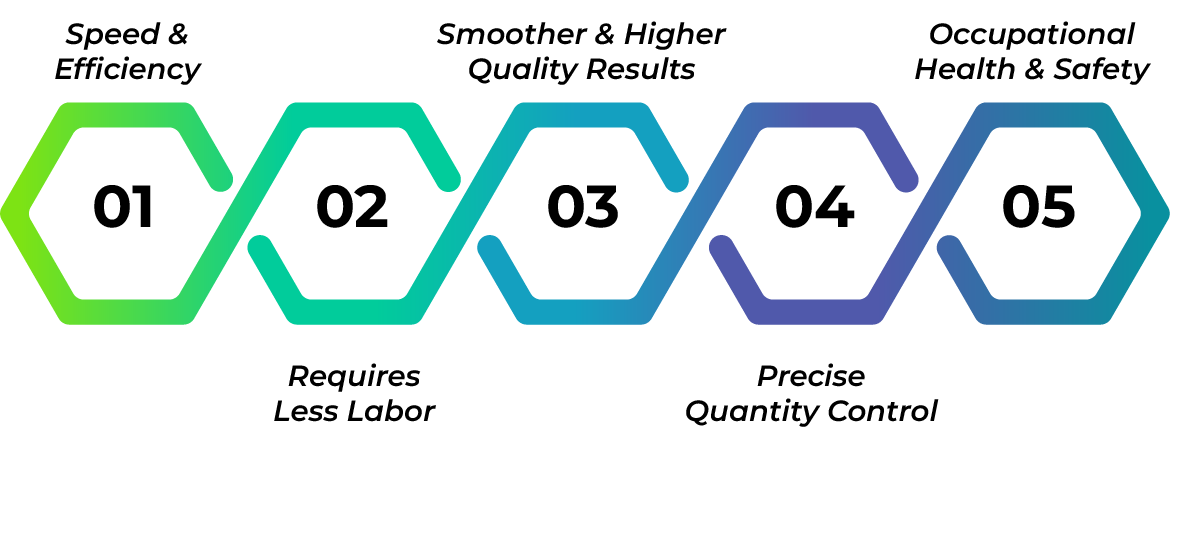 Speed &
Efficiency
Smoother & Higher
Quality Results
Occupational
Health & Safety
01
02
03
04
05
Requires
Less Labor
Precise
Quantity Control